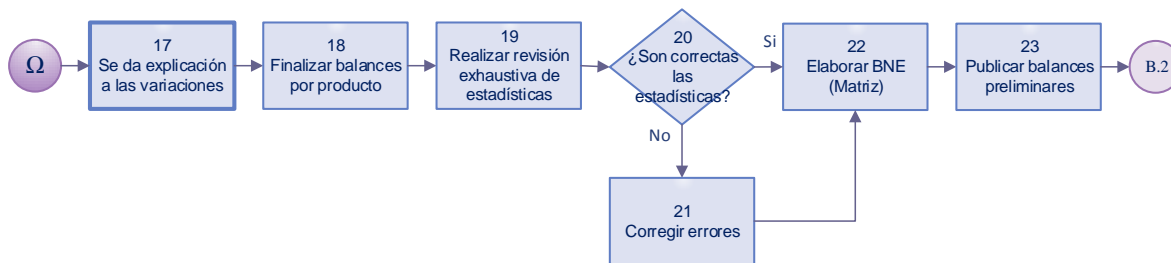 Ω
17
Se da explicación
a las variaciones
18
Finalizar balances
por producto
19
Realizar revisión
exhaustiva de
estadísticas
20
¿Son correctas
las
estadísticas?
Si
No
21
Corregir errores
22
Elaborar BNE
(Matriz)
23
Publicar balances
preliminares
B.2